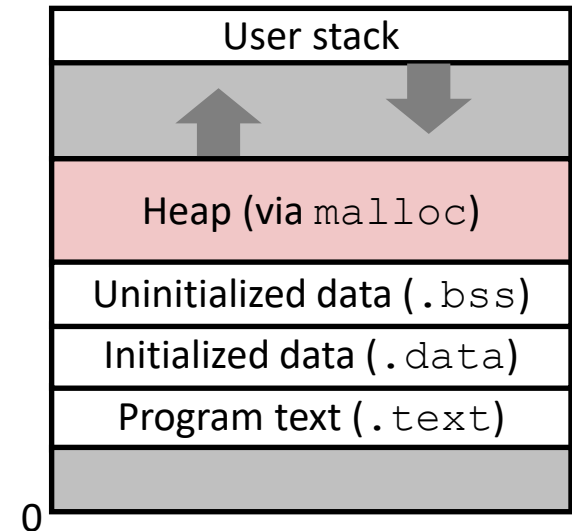 User stack
Heap (via malloc)
Uninitialized data (.bss)
Initialized data (.data)
Program text (.text)
0